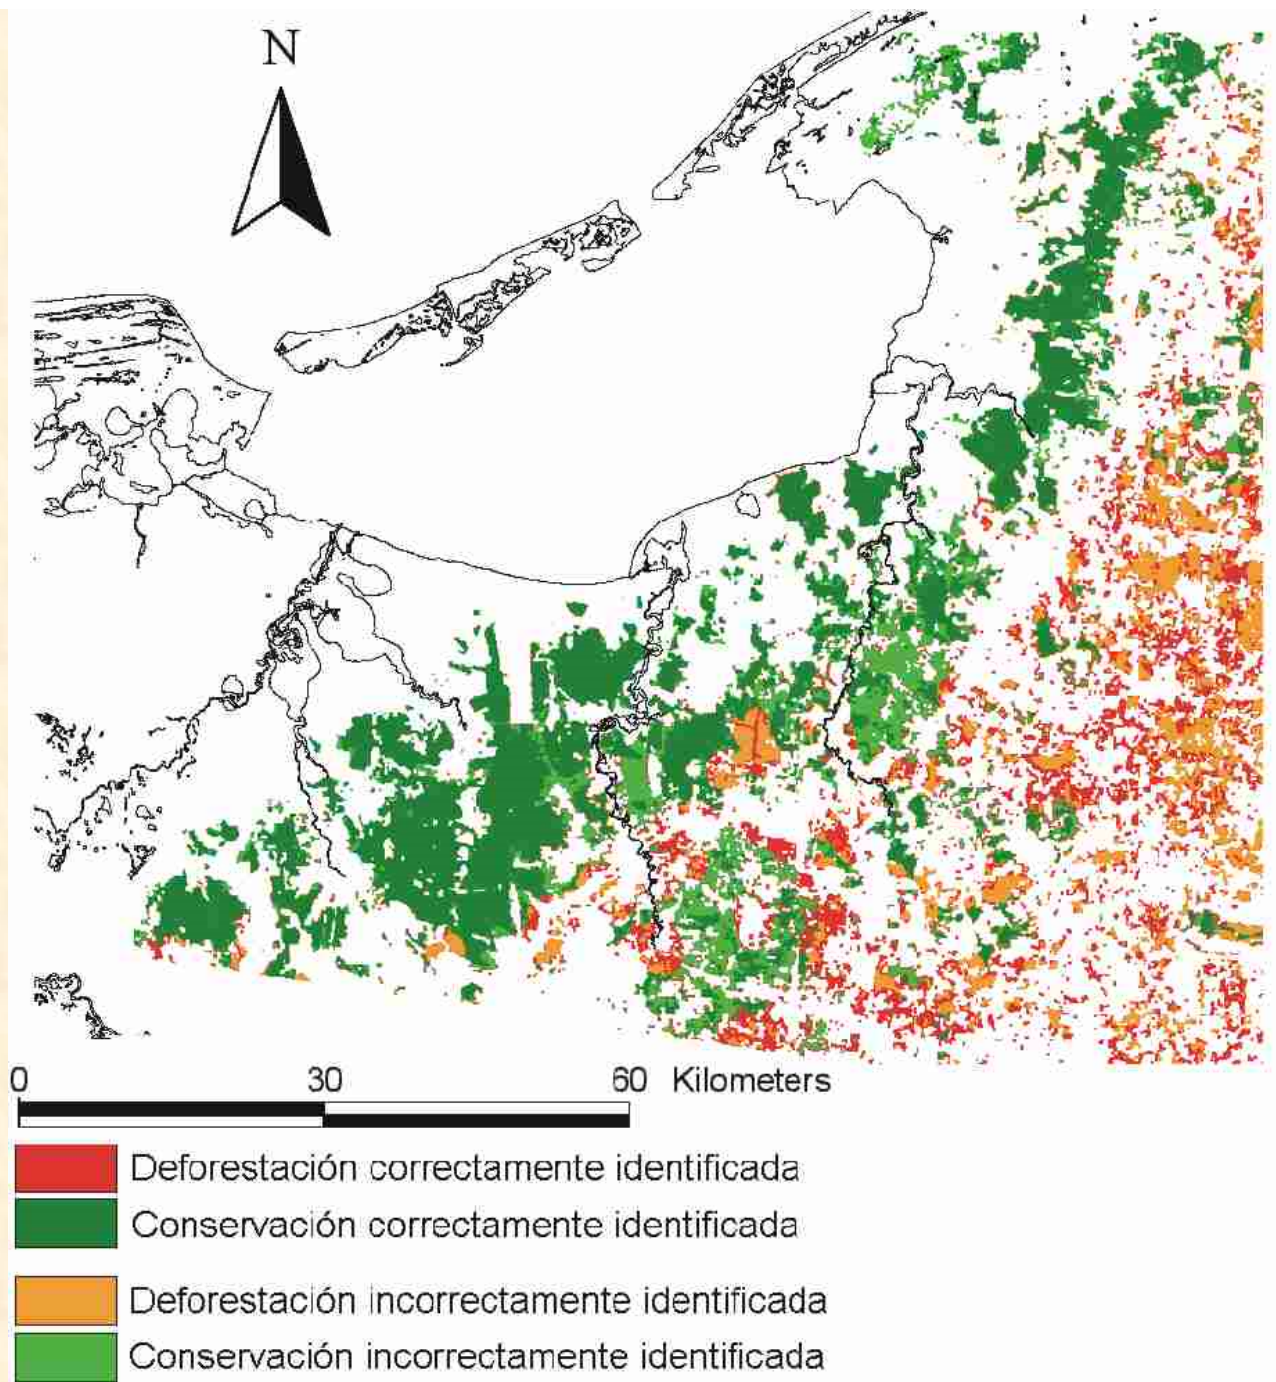 N
0 30 60 Kilometers
Deforestación correctamente identificada
Conservación correctamente identificada
Deforestación incorrectamente identificada
Conservación incorrectamente identificada